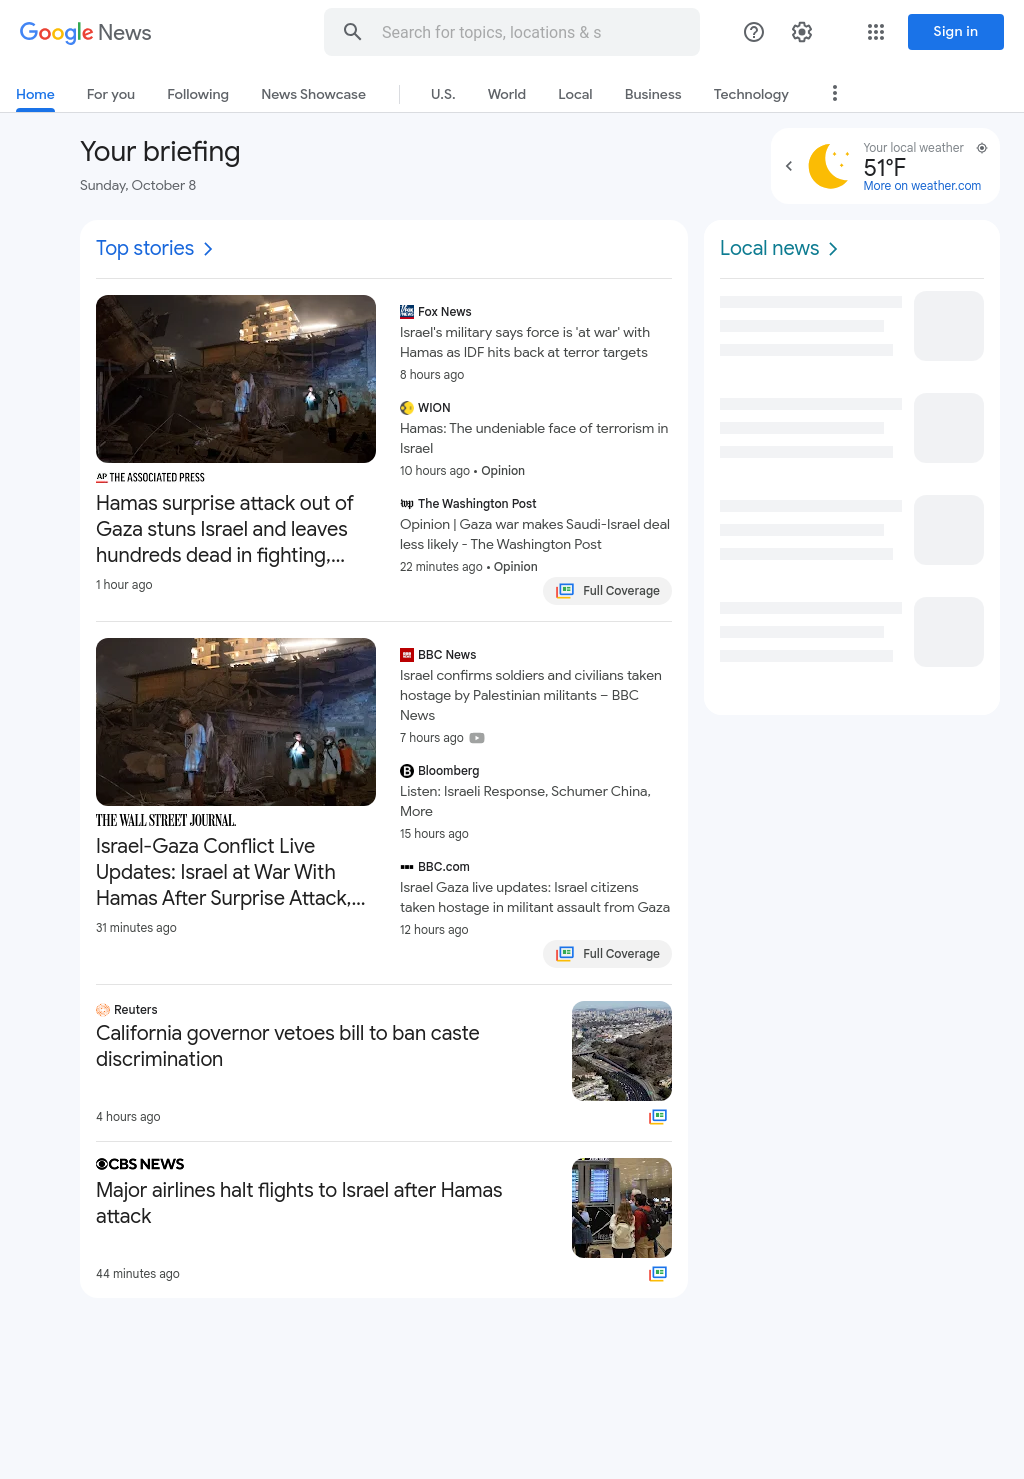 Google News
Search for topics, locations & s
Sign in
Home
For you
Following
News Showcase
U.S.
World
Local
Business
Technology
Your briefing
Sunday, October 8
Your local weather
51°F
More on weather.com
Top stories
THE ASSOCIATED PRESS
AP
Hamas surprise attack out of
Gaza stuns Israel and leaves
hundreds dead in fighting,...
1 hour ago
Fox News
Israel's military says force is 'at war' with
Hamas as IDF hits back at terror targets
8 hours ago
WION
Hamas: The undeniable face of terrorism in
Israel
10 hours ago • Opinion
The Washington Post
Opinion | Gaza war makes Saudi-Israel deal
less likely - The Washington Post
22 minutes ago • Opinion
Full Coverage
THE WALL STREET JOURNAL.
Israel-Gaza Conflict Live
Updates: Israel at War With
Hamas After Surprise Attack,...
31 minutes ago
BBC News
Israel confirms soldiers and civilians taken
hostage by Palestinian militants – BBC
News
7 hours ago
Bloomberg
Listen: Israeli Response, Schumer China,
More
15 hours ago
BBC.com
Israel Gaza live updates: Israel citizens
taken hostage in militant assault from Gaza
12 hours ago
Full Coverage
Reuters
California governor vetoes bill to ban caste
discrimination
4 hours ago
CBS NEWS
Major airlines halt flights to Israel after Hamas
attack
44 minutes ago
Local news